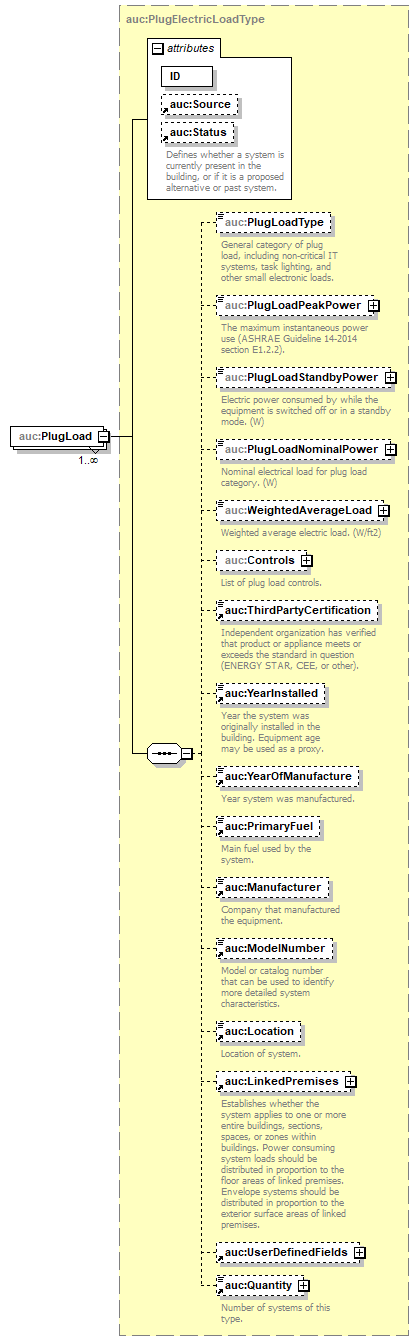 auc:PlugElectricLoadType
attributes
ID
auc:Source
auc:Status
Defines whether a system is
currently present in the
building, or if it is a proposed
alternative or past system.
auc:PlugLoadType
General category of plug
load, including non-critical IT
systems, task lighting, and
other small electronic loads.
auc:PlugLoadPeakPower
The maximum instantaneous power
use (ASHRAE Guideline 14-2014
section E1.2.2).
auc:PlugLoadStandbyPower
Electric power consumed by while the
equipment is switched off or in a standby
mode. (W)
auc:PlugLoad
1..∞
auc:PlugLoadNominalPower
Nominal electrical load for plug load
category. (W)
auc:WeightedAverageLoad
Weighted average electric load. (W/ft2)
auc:Controls
List of plug load controls.
auc:ThirdPartyCertification
Independent organization has verified
that product or appliance meets or
exceeds the standard in question
(ENERGY STAR, CEE, or other).
auc:YearInstalled
Year the system was
originally installed in the
building. Equipment age
may be used as a proxy.
auc:YearOfManufacture
Year system was manufactured.
auc:PrimaryFuel
Main fuel used by the
system.
auc:Manufacturer
Company that manufactured
the equipment.
auc:ModelNumber
Model or catalog number
that can be used to identify
more detailed system
characteristics.
auc:Location
Location of system.
auc:LinkedPremises
Establishes whether the
system applies to one or more
entire buildings, sections,
spaces, or zones within
buildings. Power consuming
system loads should be
distributed in proportion to the
floor areas of linked premises.
Envelope systems should be
distributed in proportion to the
exterior surface areas of linked
premises.
auc:UserDefinedFields
auc:Quantity
Number of systems of this
type.